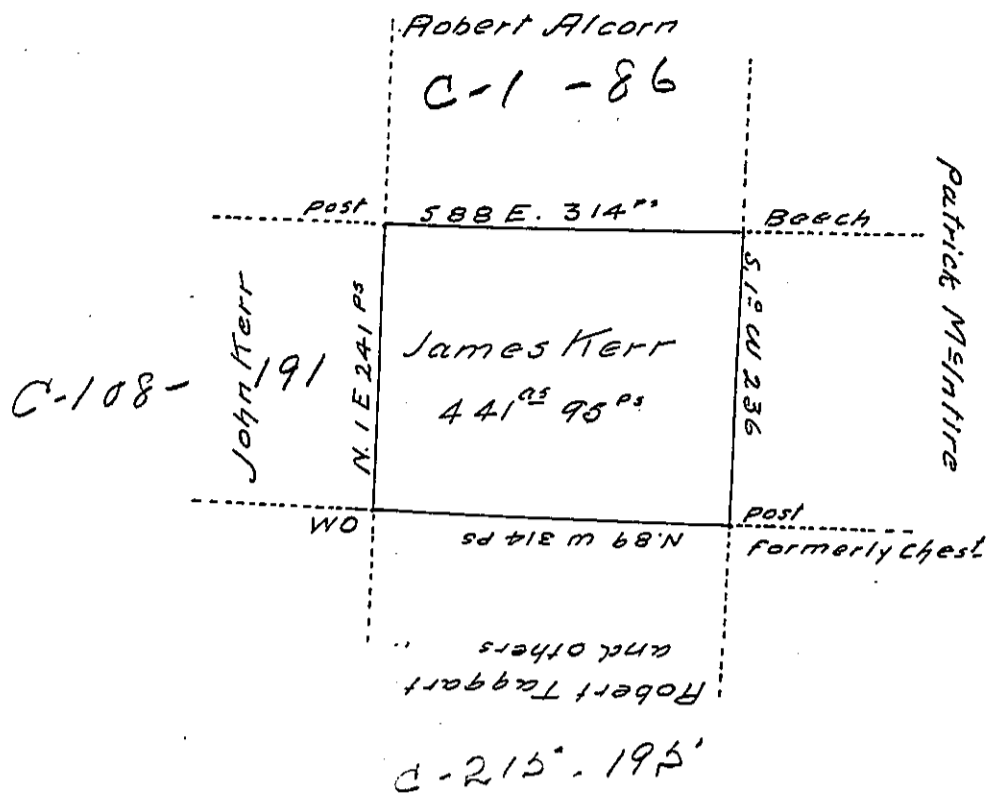 Robert Alcorn
C-1 -86
Post
S 88 E. 314 ps
Beech
Patrick McIntire
S. 1° W 236
John Kerr
C-108-191
N. 1 E 241 ps
James Kerr
441 as 95 ps
WO
N. 89 W 314 ps
Post
Formerly Chest
Robert Taggart
and others "
C-215-195